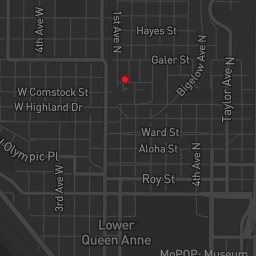 4th Ave W
1st Ave N
Hayes St
Galer St
Bigelow Ave N
Taylor Ave N
W Comstock St
W Highland Dr
Ward St
Aloha St
Olympic Pl
3rd Ave W
Roy St
4th Ave N
Lower
Queen Anne
MoPOP: Museum